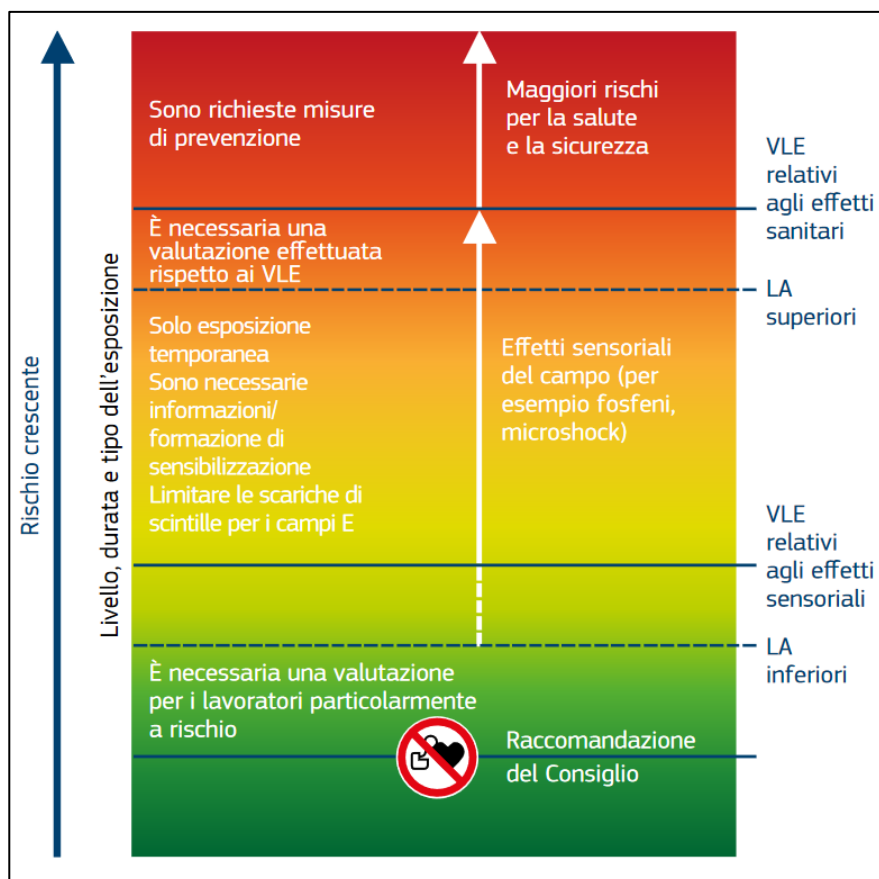 Rischio crescente
Livello, durata e tipo dell'esposizione
Sono richieste misure
di prevenzione
Maggiori rischi
per la salute
e la sicurezza
VLE
relativi
agli effetti
sanitari
È necessaria una
valutazione effettuata
rispetto ai VLE
LA
superiori
Solo esposizione
temporanea
Sono necessarie
informazioni/
formazione di
sensibilizzazione
Limitare le scariche di
scintille per i campi E
Effetti sensoriali
del campo (per
esempio fosfeni,
microshock)
VLE
relativi
agli effetti
sensoriali
LA
inferiori
È necessaria una valutazione
per i lavoratori particolarmente
a rischio
Raccomandazione
del Consiglio